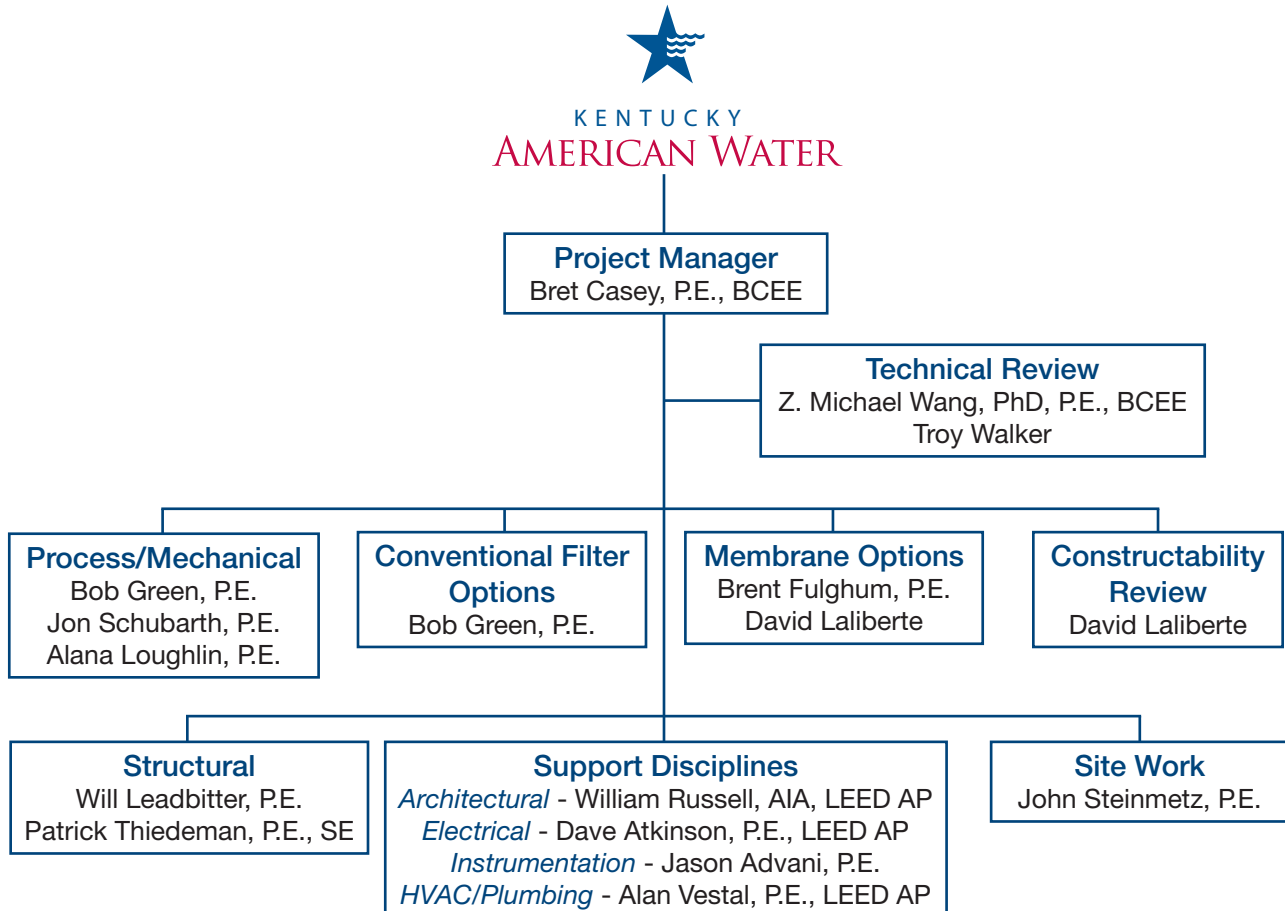 KENTUCKY
AMERICAN WATER
Project Manager
Bret Casey, P.E., BCEE
Technical Review
Z. Michael Wang, PhD, P.E., BCEE
Troy Walker
Process/Mechanical
Bob Green, P.E.
Jon Schubarth, P.E.
Alana Loughlin, P.E.
Conventional Filter
Options
Bob Green, P.E.
Membrane Options
Brent Fulghum, P.E.
David Laliberte
Constructability
Review
David Laliberte
Structural
Will Leadbitter, P.E.
Patrick Thiedeman, P.E., SE
Support Disciplines
Architectural - William Russell, AIA, LEED AP
Electrical - Dave Atkinson, P.E., LEED AP
Instrumentation - Jason Advani, P.E.
HVAC/Plumbing - Alan Vestal, P.E., LEED AP
Site Work
John Steinmetz, P.E.